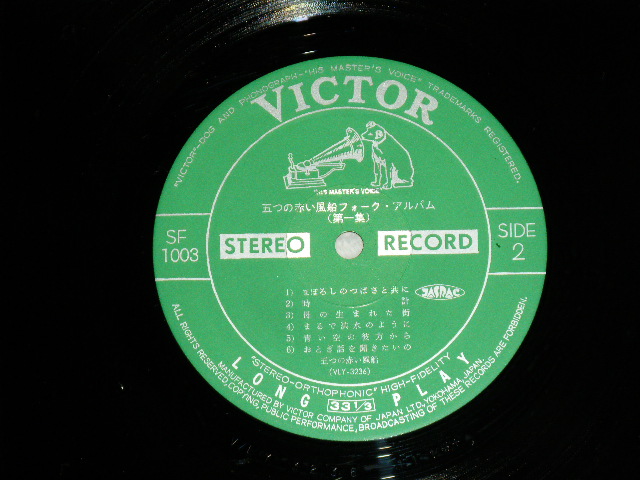 "VICTOR"-DOG AND PHONOGRAPH-"HIS MASTER'S VOICE" TRADEMARKS REGISTERED.
VICTOR
"HIS MASTER'S VOICE"
五つの赤い風船フォーク・アルバム
(第一集)
SF
1003
STEREO RECORD
SIDE
2
1) まぼろしのつばさと共に
JASRAC
2) 時計
3) 母の生まれた街
4) まるで洪水のように
5) 青い空の彼方から
6) おとぎ話を聞きたいの
五つの赤い風船
(VLY-3236)
"STEREO-ORTHOPHONIC" HIGH-FIDELITY
LONG 33 1/3 PLAY
MANUFACTURED BY VICTOR COMPANY OF JAPAN LTD, YOKOHAMA, JAPAN.
ALL RIGHTS RESERVED, COPYING, PUBLIC PERFORMANCE, BROADCASTING OF THESE RECORDS ARE FORBIDDEN.